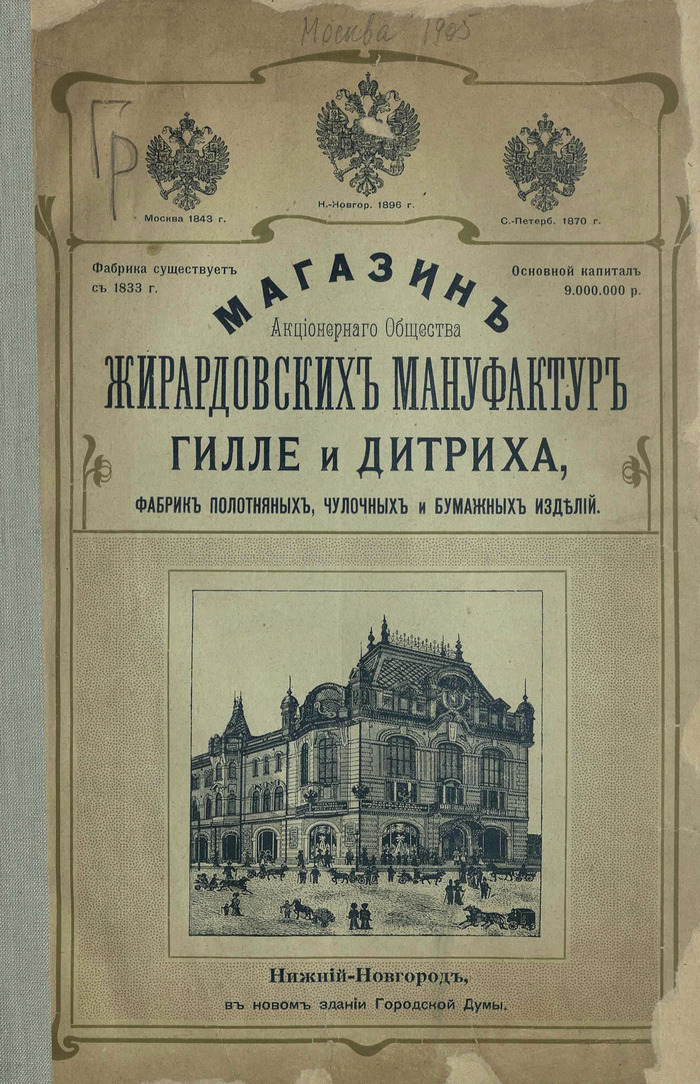 Москва 1905
Гр
Москва 1843 г.
Н.-Новгор. 1896 г.
С.-Петерб. 1870 г.
Фабрика существуетъ
съ 1833 г.
Основной капиталъ
9.000.000 р.
МАГАЗИНЪ
Акціонернаго Общества
ЖИРАРДОВСКИХЪ МАНУФАКТУРЪ
ГИЛЛЕ и ДИТРИХА,
ФАБРИКЪ ПОЛОТНЯНЫХЪ, ЧУЛОЧНЫХЪ и БУМАЖНЫХЪ ИЗДѢЛІЙ.
Нижній-Новгородъ,
въ новомъ зданіи Городской Думы.